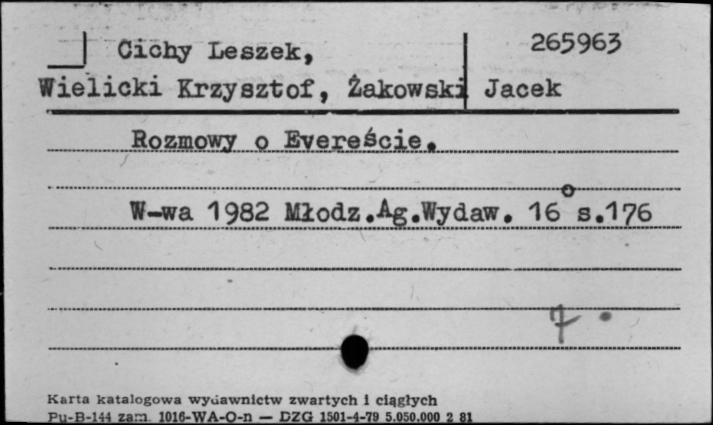 Cichy Leszek, 265963
Wielicki Krzysztof, Żakowski Jacek
Rozmowy o Evereście.
W-wa 1982 Młodz.Ag.Wydaw. 16° s.176
7.
Karta katalogowa wydawnictw zwartych i ciągłych
Pu-B-144 zam. 1016-WA-O-n — DZG 1501-4-79 5.050.000 2 81